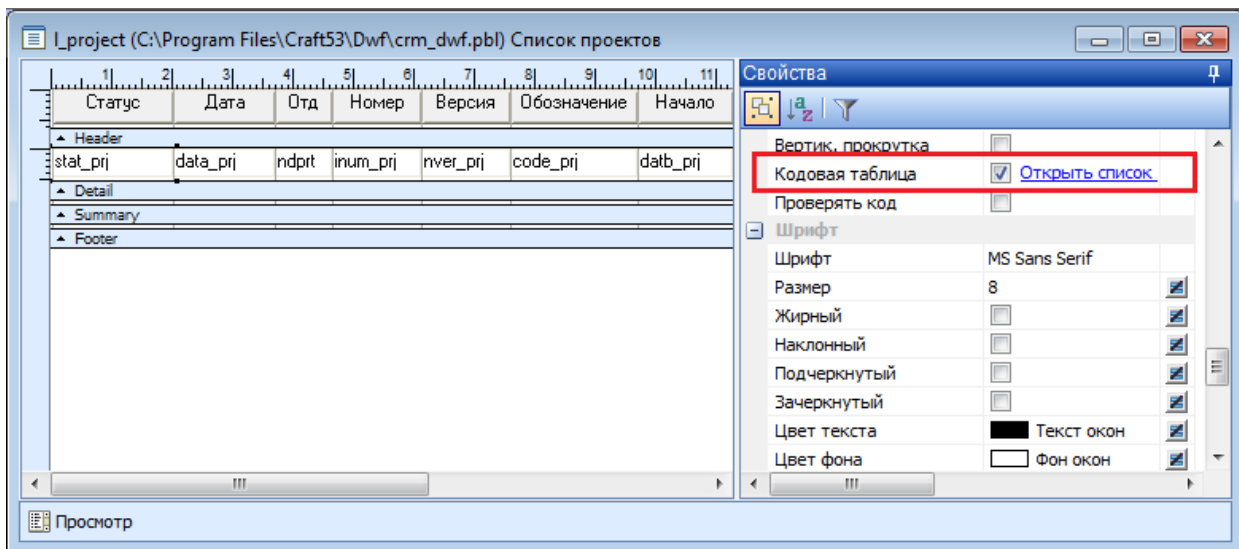 l_project (C:\Program Files\Craft53\Dwf\crm_dwf.pbl) Список проектов
1 2 3 4 5 6 7 8 9 10 11
Статус Дата Отд Номер Версия Обозначение Начало
Header
stat_prj data_prj ndprt inum_prj nver_prj code_prj datb_prj
Detail
Summary
Footer
Просмотр
Свойства
Вертик. прокрутка
Кодовая таблица Открыть список
Проверять код
Шрифт
Шрифт MS Sans Serif
Размер 8
Жирный
Наклонный
Подчеркнутый
Зачеркнутый
Цвет текста Текст окон
Цвет фона Фон окон